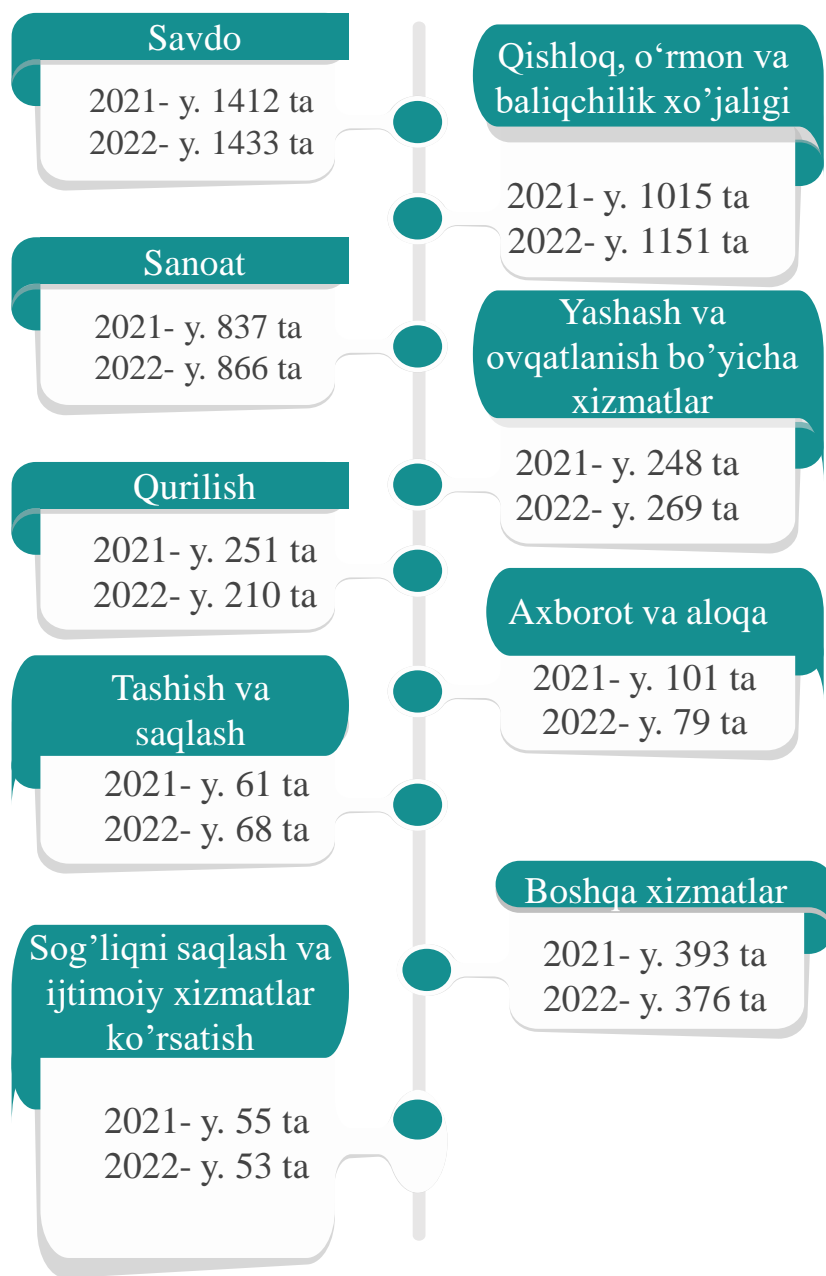 Savdo
2021- y. 1412 ta
2022- y. 1433 ta
Qishloq, o‘rmon va
baliqchilik xo’jaligi
2021- y. 1015 ta
2022- y. 1151 ta
Sanoat
2021- y. 837 ta
2022- y. 866 ta
Yashash va
ovqatlanish bo’yicha
xizmatlar
2021- y. 248 ta
2022- y. 269 ta
Qurilish
2021- y. 251 ta
2022- y. 210 ta
Axborot va aloqa
2021- y. 101 ta
2022- y. 79 ta
Tashish va
saqlash
2021- y. 61 ta
2022- y. 68 ta
Boshqa xizmatlar
2021- y. 393 ta
2022- y. 376 ta
Sog’liqni saqlash va
ijtimoiy xizmatlar
ko’rsatish
2021- y. 55 ta
2022- y. 53 ta